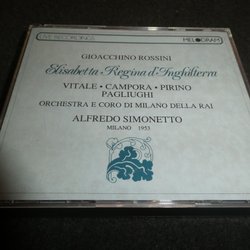 LIVE RECORDINGS
MELODRAM
GIOACCHINO ROSSINI
Elisabetta Regina d'Inghilterra
VITALE • CAMPORA • PIRINO
PAGLIUGHI
ORCHESTRA E CORO DI MILANO DELLA RAI
ALFREDO SIMONETTO
MILANO 1953